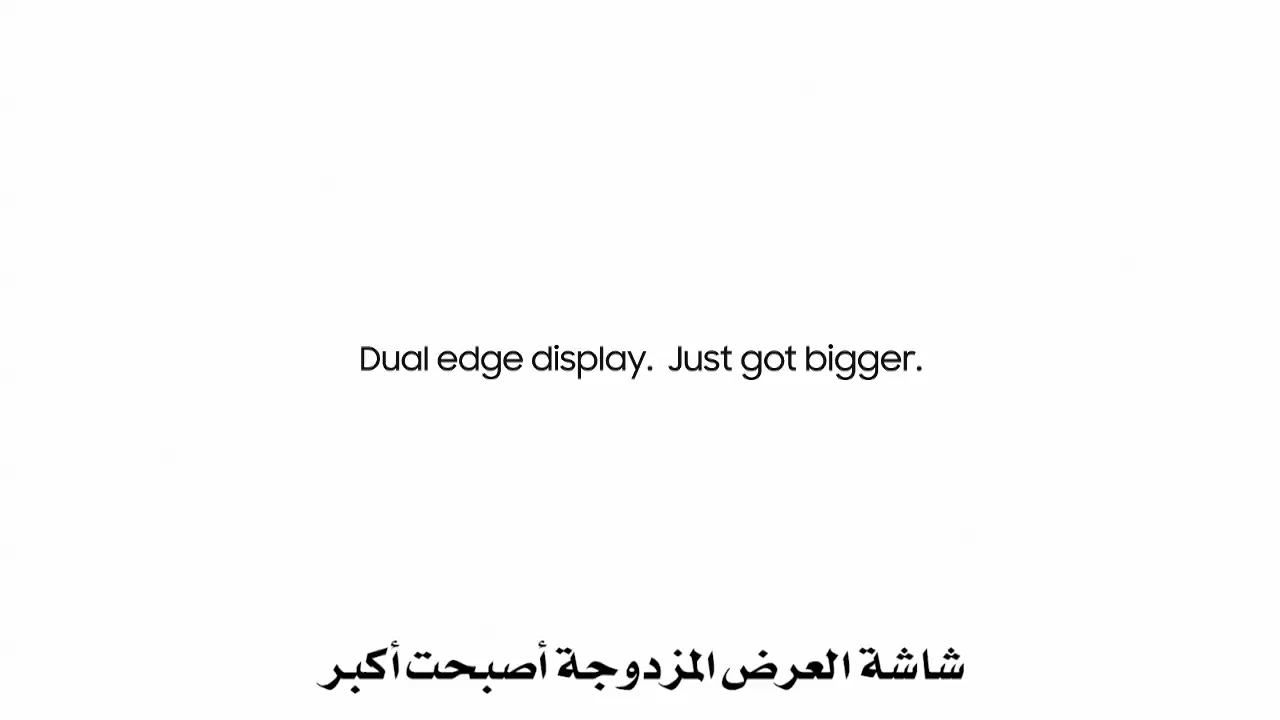 Dual edge display. Just got bigger.
شاشة العرض المزدوجة أصبحت أكبر